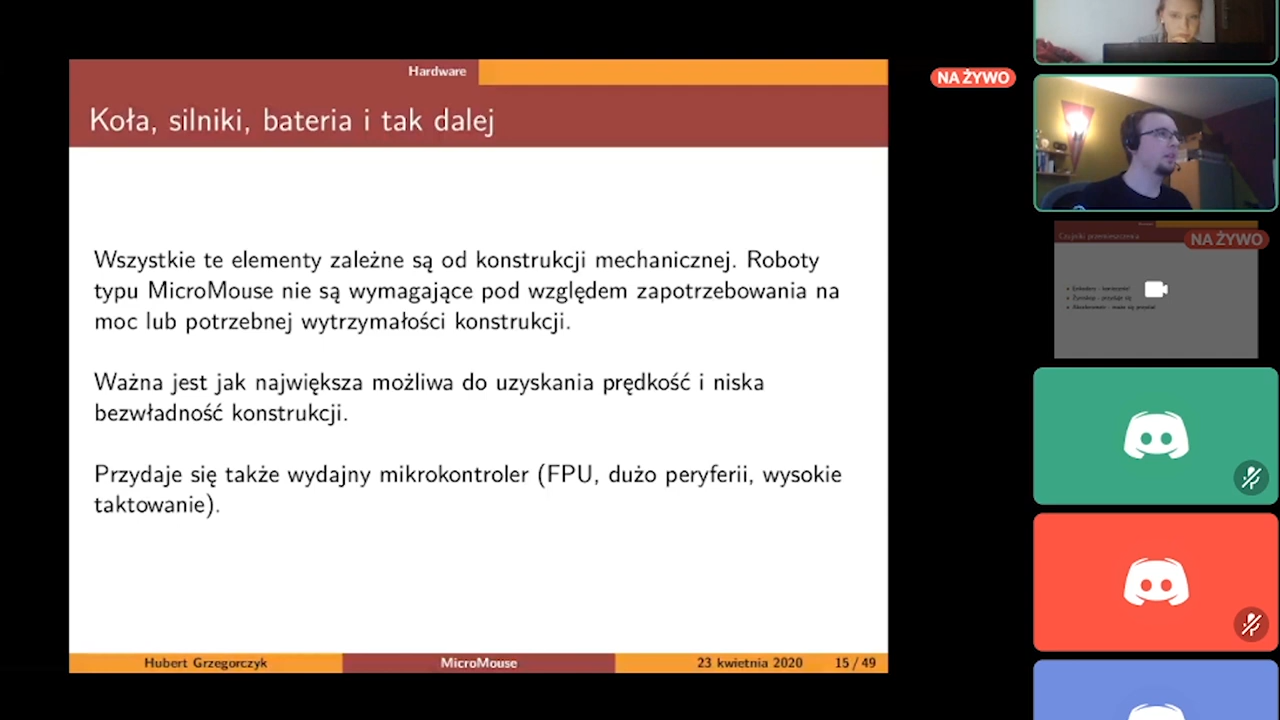 Hardware
NA ŻYWO
Koła, silniki, bateria i tak dalej
Wszystkie te elementy zależne są od konstrukcji mechanicznej. Roboty
typu MicroMouse nie są wymagające pod względem zapotrzebowania na
moc lub potrzebnej wytrzymałości konstrukcji.
Ważna jest jak największa możliwa do uzyskania prędkość i niska
bezwładność konstrukcji.
Przydaje się także wydajny mikrokontroler (FPU, dużo peryferii, wysokie
taktowanie).
Hubert Grzegorczyk
MicroMouse
23 kwietnia 2020
15 / 49
NA ŻYWO